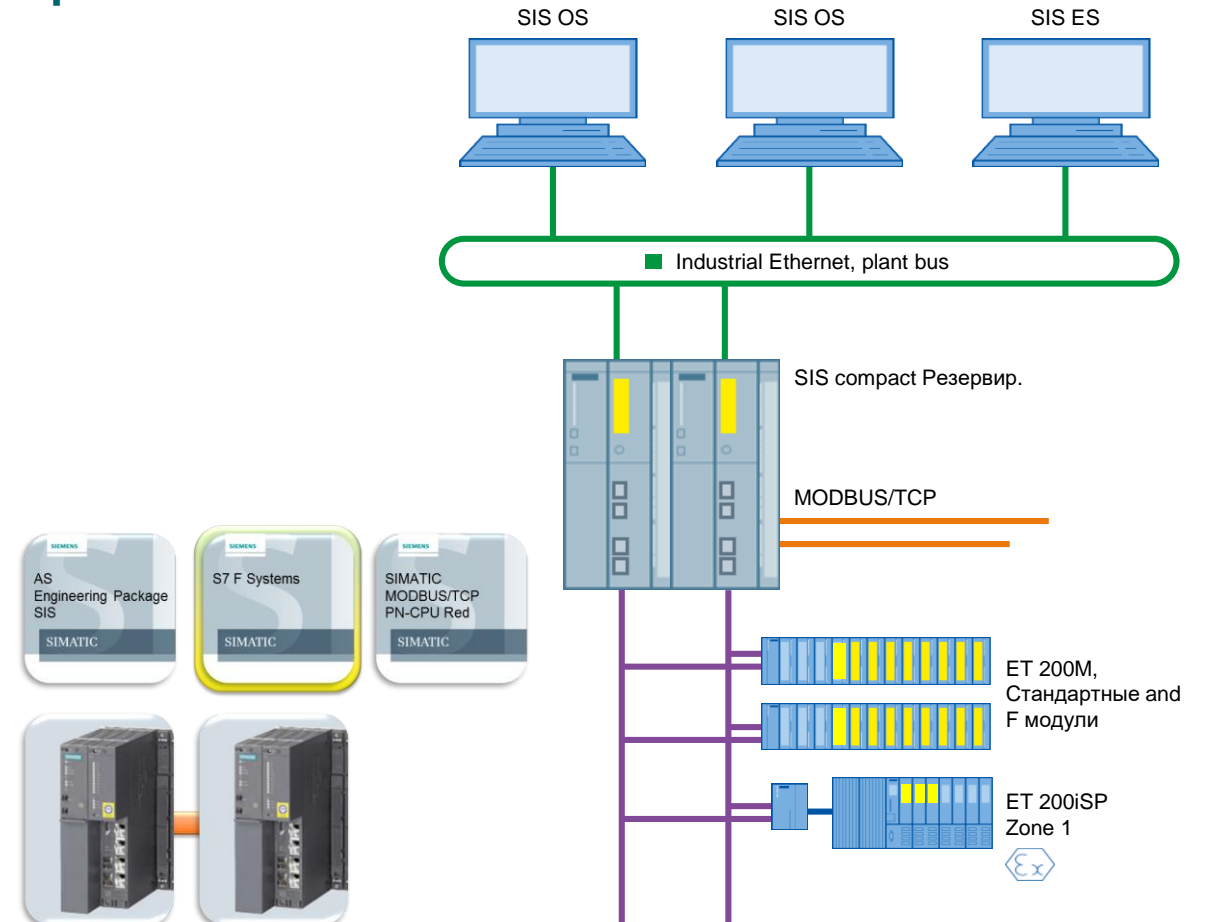 SIS OS
SIS OS
SIS ES
Industrial Ethernet, plant bus
SIS compact Резервир.
MODBUS/TCP
SIEMENS
AS
Engineering Package
SIS
SIMATIC
SIEMENS
S7 F Systems
SIMATIC
SIEMENS
SIMATIC
MODBUS/TCP
PN-CPU Red
SIMATIC
ET 200M,
Стандартные and
F модули
ET 200iSP
Zone 1
Ex